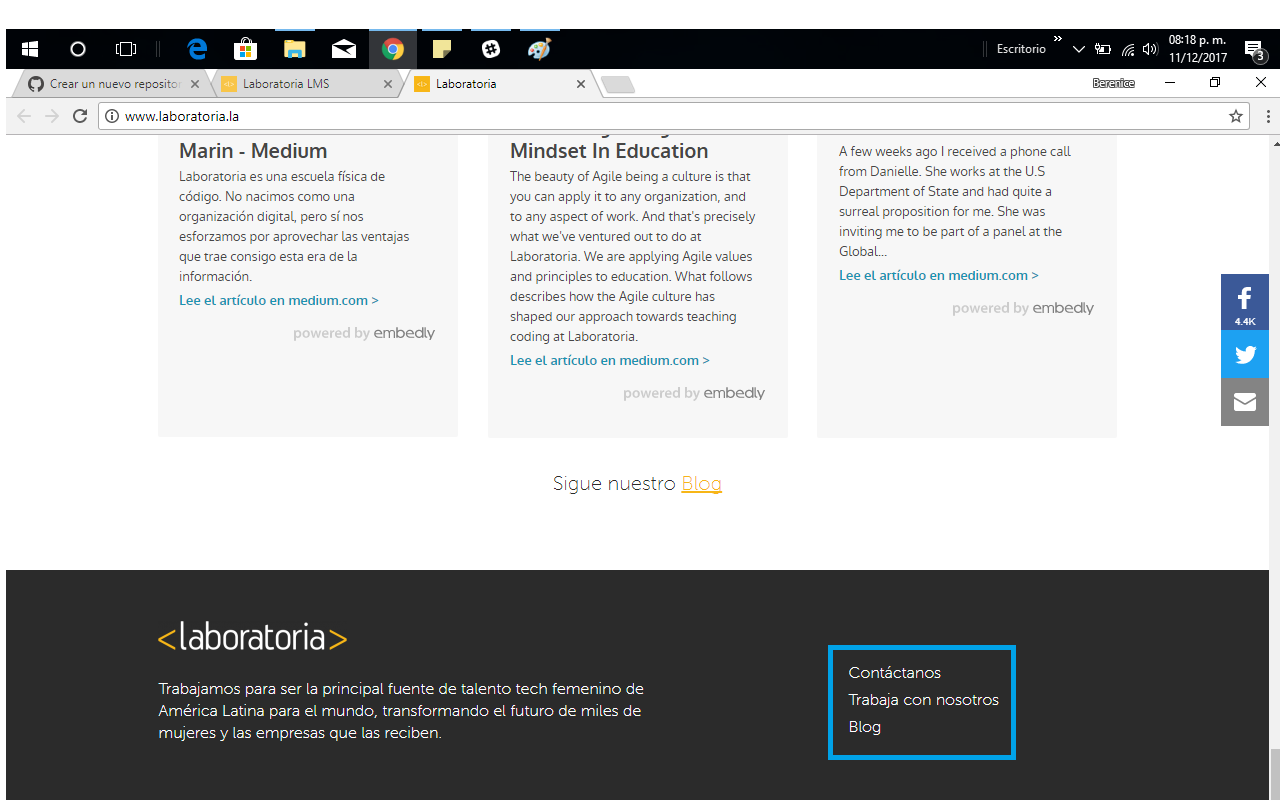 Escritorio
»
08:18 p. m.
11/12/2017
3
Crear un nuevo repositor
Laboratoria LMS
Laboratoria
Berenice
www.laboratoria.la
Marin - Medium
Laboratoria es una escuela física de
código. No nacimos como una
organización digital, pero sí nos
esforzamos por aprovechar las ventajas
que trae consigo esta era de la
información.
Lee el artículo en medium.com >
powered by embedly
Mindset In Education
The beauty of Agile being a culture is that
you can apply it to any organization, and
to any aspect of work. And that's precisely
what we've ventured out to do at
Laboratoria. We are applying Agile values
and principles to education. What follows
describes how the Agile culture has
shaped our approach towards teaching
coding at Laboratoria.
Lee el artículo en medium.com >
powered by embedly
A few weeks ago I received a phone call
from Danielle. She works at the U.S
Department of State and had quite a
surreal proposition for me. She was
inviting me to be part of a panel at the
Global...
Lee el artículo en medium.com >
powered by embedly
4.4K
Sigue nuestro Blog
<laboratoria>
Trabajamos para ser la principal fuente de talento tech femenino de
América Latina para el mundo, transformando el futuro de miles de
mujeres y las empresas que las reciben.
Contáctanos
Trabaja con nosotros
Blog